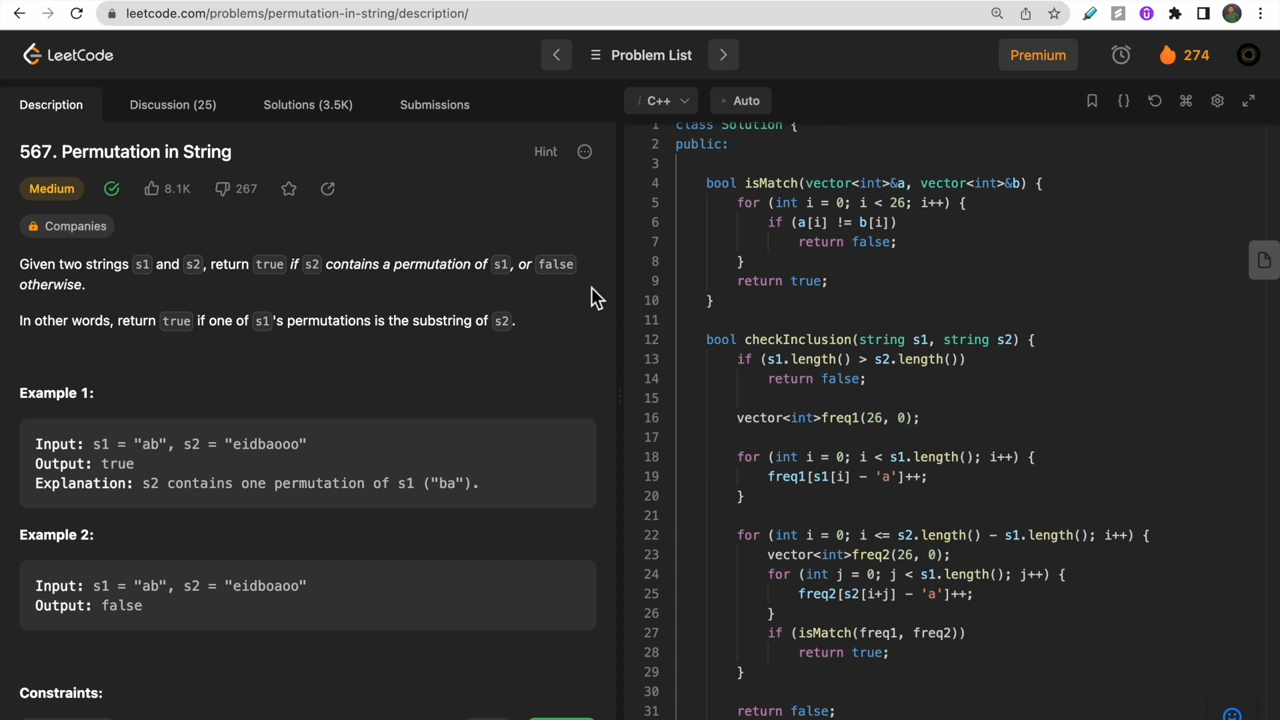 leetcode.com/problems/permutation-in-string/description/
LeetCode
Problem List
Premium
274
Description
Discussion (25)
Solutions (3.5K)
Submissions
567. Permutation in String
Hint
Medium
8.1K
267
Companies
Given two strings s1 and s2, return true if s2 contains a permutation of s1, or false
otherwise.
In other words, return true if one of s1's permutations is the substring of s2.
Example 1:
Input: s1 = "ab", s2 = "eidbaooo"
Output: true
Explanation: s2 contains one permutation of s1 ("ba").
Example 2:
Input: s1 = "ab", s2 = "eidboaoo"
Output: false
Constraints:
i C++
• Auto
{}
1 class Solution {
2 public:
3
4 bool isMatch(vector<int>&a, vector<int>&b) {
5 for (int i = 0; i < 26; i++) {
6 if (a[i] != b[i])
7 return false;
8 }
9 return true;
10 }
11
12 bool checkInclusion(string s1, string s2) {
13 if (s1.length() > s2.length())
14 return false;
15
16 vector<int>freq1(26, 0);
17
18 for (int i = 0; i < s1.length(); i++) {
19 freq1[s1[i] - 'a']++;
20 }
21
22 for (int i = 0; i <= s2.length() - s1.length(); i++) {
23 vector<int>freq2(26, 0);
24 for (int j = 0; j < s1.length(); j++) {
25 freq2[s2[i+j] - 'a']++;
26 }
27 if (isMatch(freq1, freq2))
28 return true;
29 }
30
31 return false;